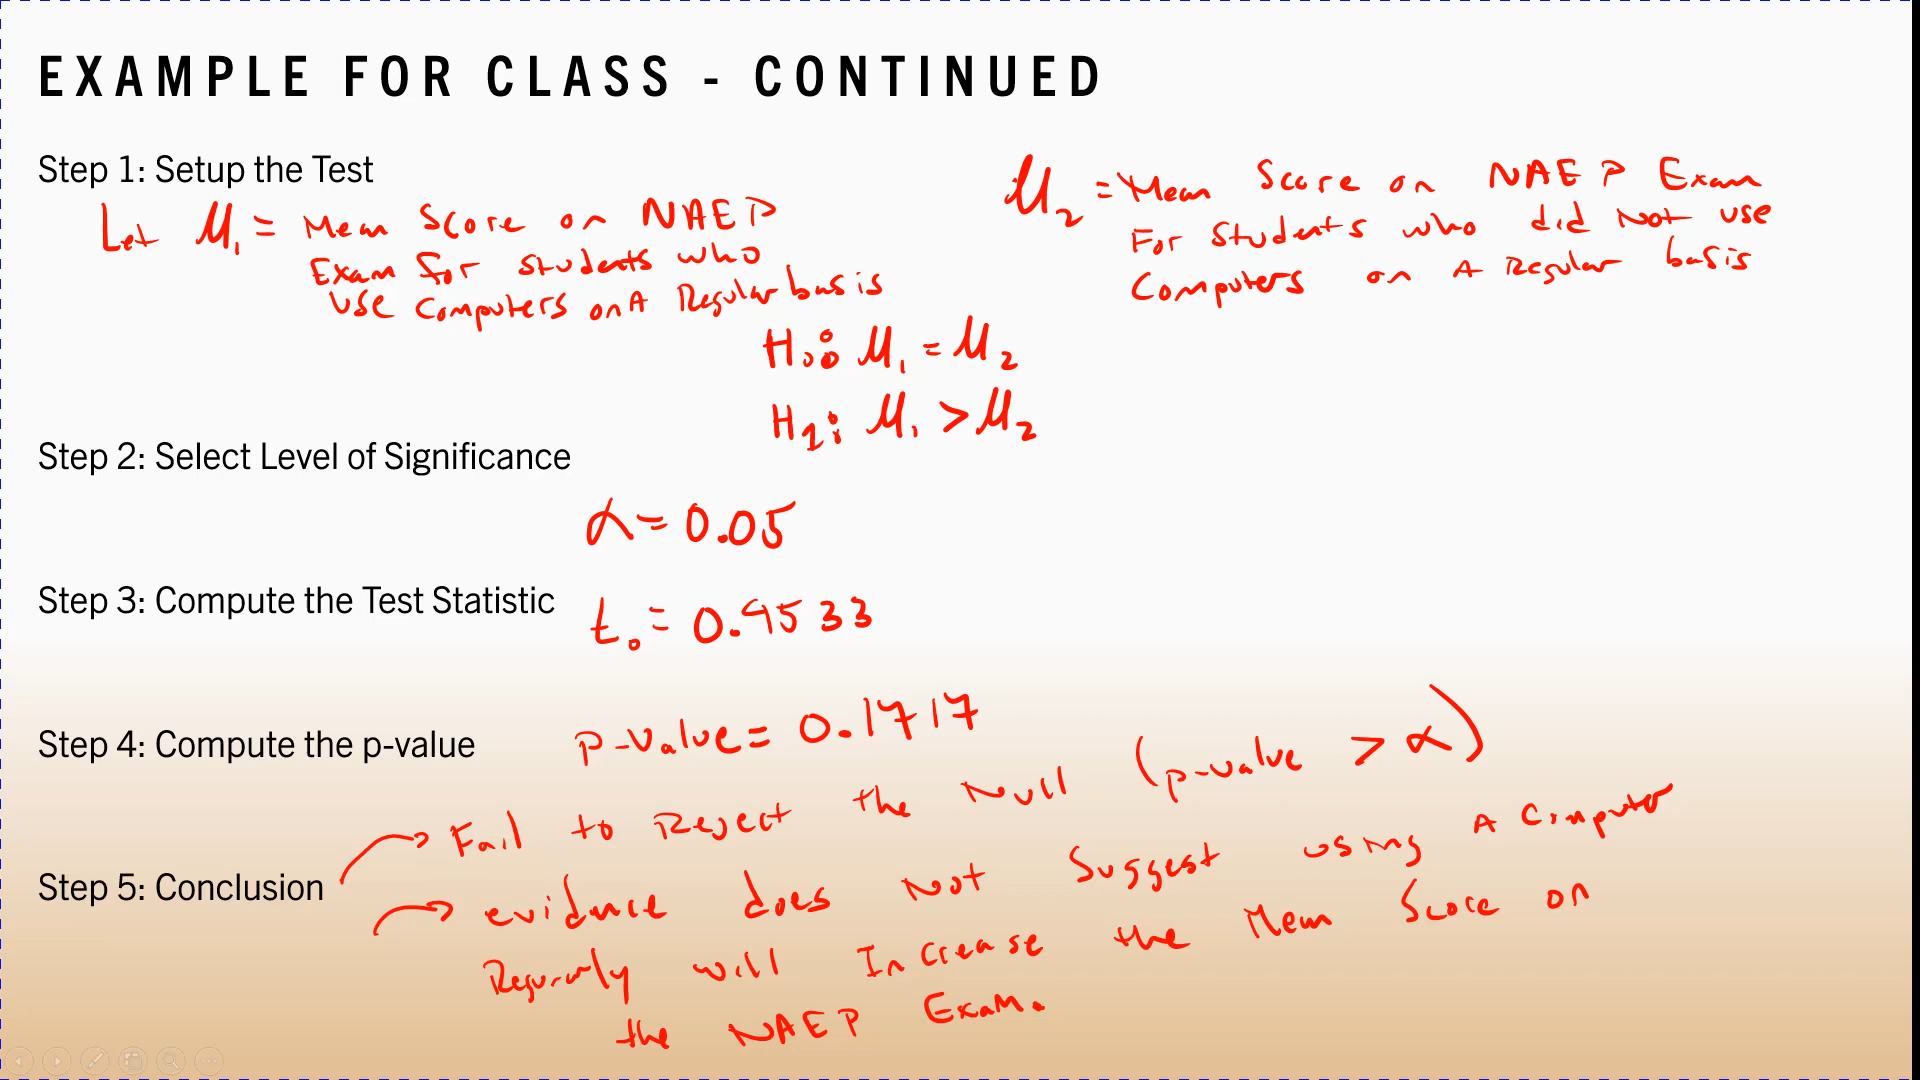 EXAMPLE FOR CLASS - CONTINUED
Step 1: Setup the Test
Let μ₁ = Mean Score on NAEP
Exam for students who
use Computers on A Regular basis
μ₂ = Mean Score on NAEP Exam
For Students who did Not use
Computers on A Regular basis
H₀: μ₁ = μ₂
H₁: μ₁ > μ₂
Step 2: Select Level of Significance
α = 0.05
Step 3: Compute the Test Statistic
t₀ = 0.9533
Step 4: Compute the p-value
p-value = 0.1717
Step 5: Conclusion
Fail to Reject the Null (p-value > α)
evidence does Not Suggest using A Computer
Regularly will Increase the Mean Score on
the NAEP Exam.